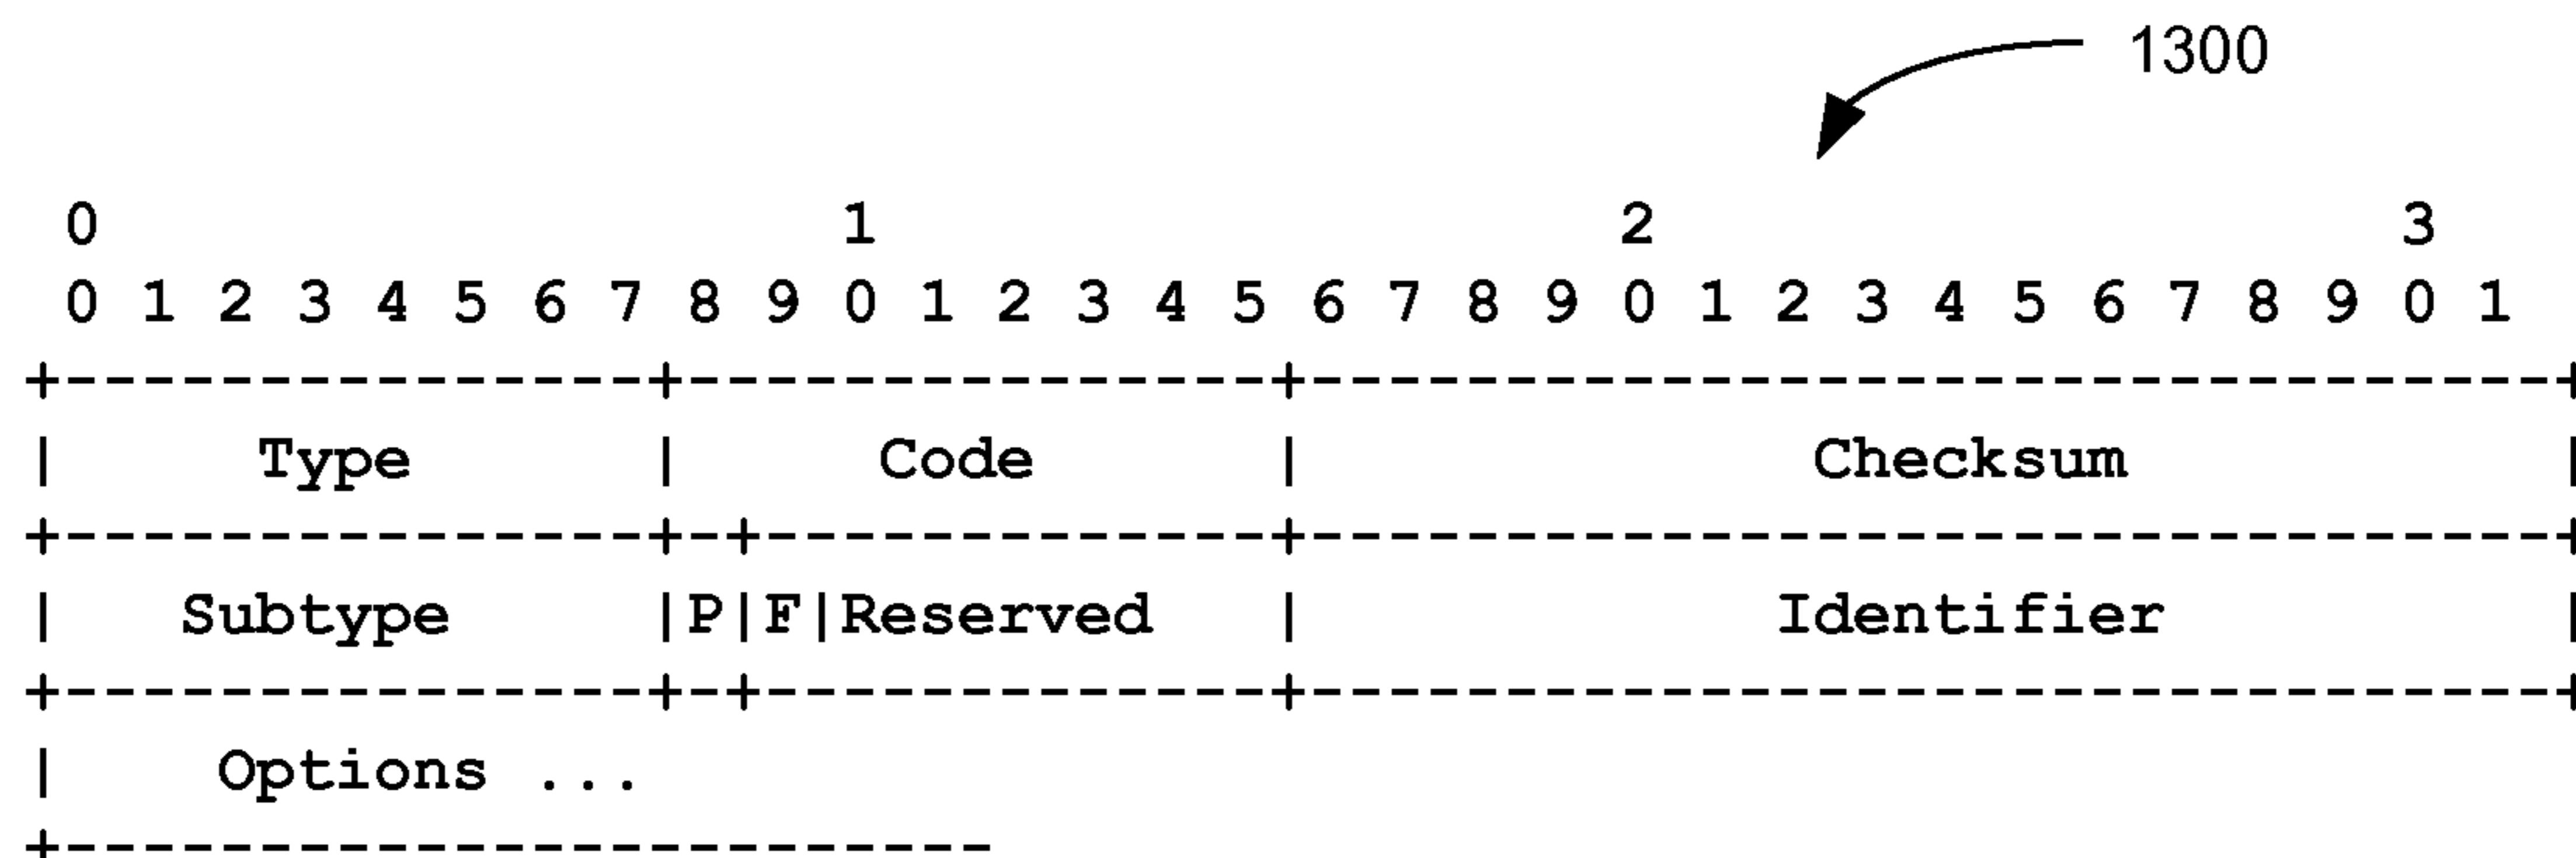 1300
0                   1                   2                   3
0 1 2 3 4 5 6 7 8 9 0 1 2 3 4 5 6 7 8 9 0 1 2 3 4 5 6 7 8 9 0 1
+---------------+---------------+-------------------------------+
|     Type      |     Code      |             Checksum          |
+---------------+-+-------------+-------------------------------+
|   Subtype     |P|F|Reserved   |            Identifier         |
+---------------+-+-------------+-------------------------------+
|    Options ...
+------------------------